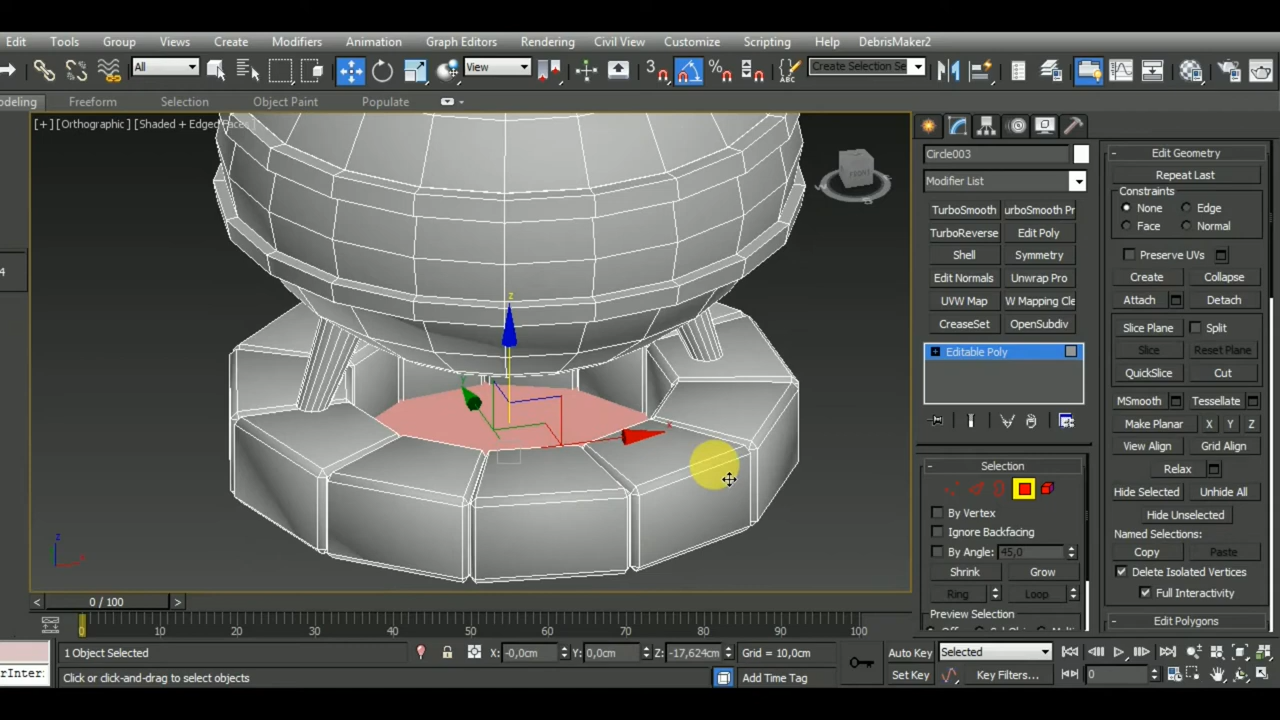 Edit Tools Group Views Create Modifiers Animation Graph Editors Rendering Civil View Customize Scripting Help DebrisMaker2
All View 3 Create Selection Se
odeling Freeform Selection Object Paint Populate
[+] [Orthographic] [Shaded + Edged Faces]
FRONT
z
y
x
4
z
x
Circle003
Modifier List
TurboSmooth urboSmooth Pr
TurboReverse Edit Poly
Shell Symmetry
Edit Normals Unwrap Pro
UVW Map W Mapping Cle
CreaseSet OpenSubdiv
Editable Poly
Selection
By Vertex
Ignore Backfacing
By Angle: 45,0
Shrink Grow
Ring Loop
Preview Selection
Edit Geometry
Repeat Last
Constraints
None Edge
Face Normal
Preserve UVs
Create Collapse
Attach Detach
Slice Plane Split
Slice Reset Plane
QuickSlice Cut
MSmooth Tessellate
Make Planar X Y Z
View Align Grid Align
Relax
Hide Selected Unhide All
Hide Unselected
Named Selections:
Copy Paste
Delete Isolated Vertices
Full Interactivity
Edit Polygons
< 0 / 100 >
0 10 20 30 40 50 60 70 80 90 100
1 Object Selected X: -0,0cm Y: 0,0cm Z: -17,624cm Grid = 10,0cm Auto Key Selected
rInter: Click or click-and-drag to select objects Add Time Tag Set Key Key Filters... 0